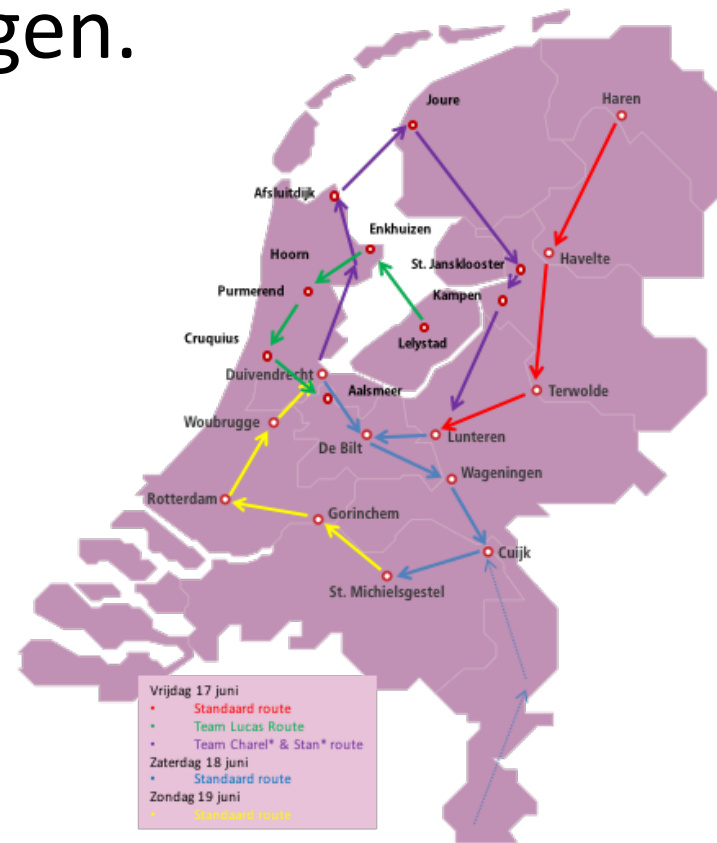 gen.
Joure
Haren
Afsluitdijk
Enkhuizen
Hoorn
St. Jansklooster
Havelte
Purmerend
Kampen
Cruquius
Lelystad
Duivendrecht
Aalsmeer
Terwolde
Woubrugge
De Bilt
Lunteren
Wageningen
Rotterdam
Gorinchem
Cuijk
St. Michielsgestel
Vrijdag 17 juni
• Standaard route
• Team Lucas Route
• Team Charel* & Stan* route
Zaterdag 18 juni
• Standaard route
Zondag 19 juni
• Standaard route